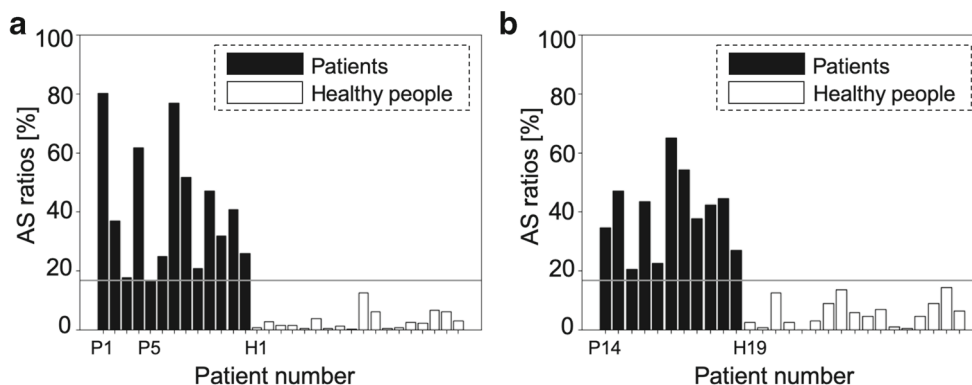 a
100
80
60
40
20
0
AS ratios [%]
Patients
Healthy people
P1
P5
H1
Patient number
b
100
80
60
40
20
0
AS ratios [%]
Patients
Healthy people
P14
H19
Patient number